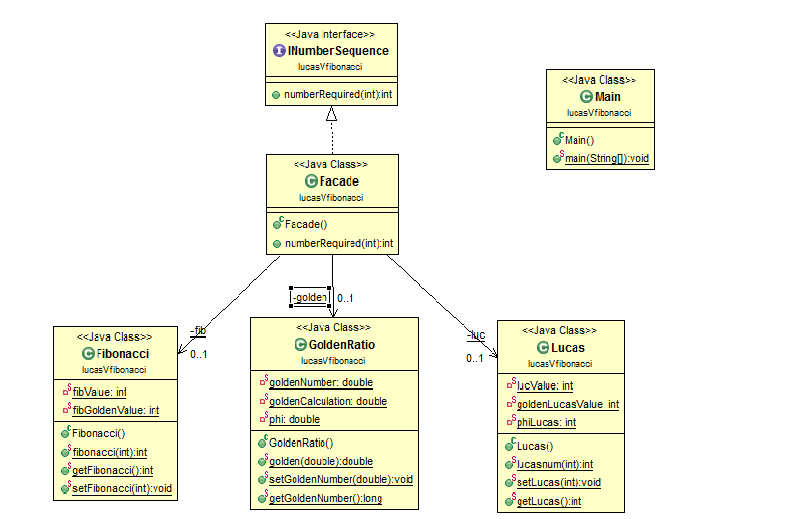 <<Java Interface>>
INumberSequence
lucasVfibonacci
numberRequired(int):int
<<Java Class>>
Main
lucasVfibonacci
Main()
main(String[]):void
<<Java Class>>
Facade
lucasVfibonacci
Facade()
numberRequired(int):int
-golden
0..1
-fib
0..1
-luc
0..1
<<Java Class>>
Fibonacci
lucasVfibonacci
fibValue: int
fibGoldenValue: int
Fibonacci()
fibonacci(int):int
getFibonacci():int
setFibonacci(int):void
<<Java Class>>
GoldenRatio
lucasVfibonacci
goldenNumber: double
goldenCalculation: double
phi: double
GoldenRatio()
golden(double):double
setGoldenNumber(double):void
getGoldenNumber():long
<<Java Class>>
Lucas
lucasVfibonacci
lucValue: int
goldenLucasValue: int
phiLucas: int
Lucas()
lucasnum(int):int
setLucas(int):void
getLucas():int